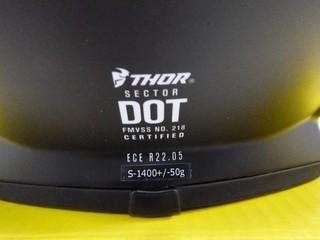 THOR®
SECTOR
DOT
FMVSS NO. 218
CERTIFIED
ECE R22.05
S-1400+/-50g